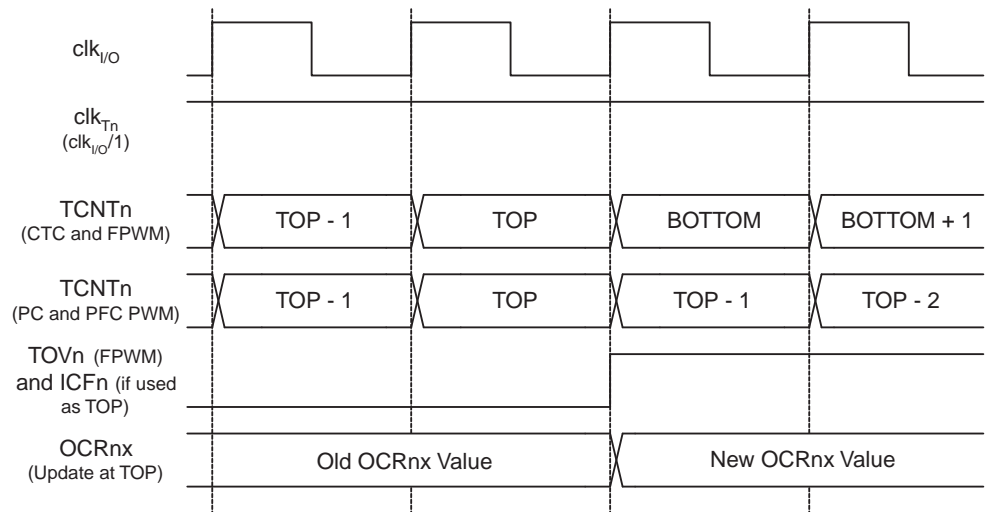 clkI/O
clkTn
(clkI/O/1)
TCNTn
(CTC and FPWM)
TOP - 1
TOP
BOTTOM
BOTTOM + 1
TCNTn
(PC and PFC PWM)
TOP - 1
TOP
TOP - 1
TOP - 2
TOVn (FPWM)
and ICFn (if used
as TOP)
OCRnx
(Update at TOP)
Old OCRnx Value
New OCRnx Value